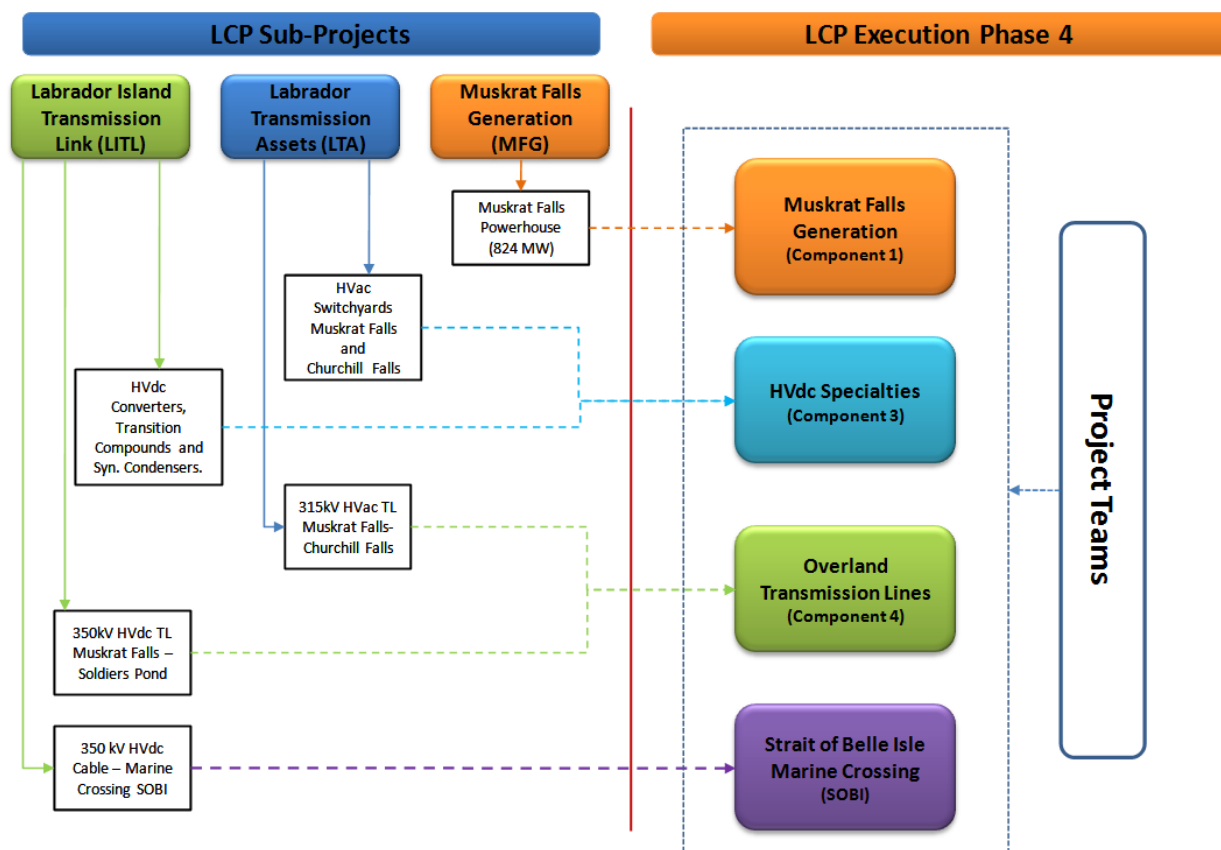 LCP Sub-Projects
LCP Execution Phase 4
Labrador Island
Transmission
Link (LITL)
Labrador
Transmission
Assets (LTA)
Muskrat Falls
Generation
(MFG)
Muskrat Falls
Powerhouse
(824 MW)
HVac
Switchyards
Muskrat Falls
and
Churchill Falls
HVdc
Converters,
Transition
Compounds and
Syn. Condensers.
315kV HVac TL
Muskrat Falls-
Churchill Falls
350kV HVdc TL
Muskrat Falls –
Soldiers Pond
350 kV HVdc
Cable – Marine
Crossing SOBI
Muskrat Falls
Generation
(Component 1)
HVdc Specialties
(Component 3)
Overland
Transmission Lines
(Component 4)
Strait of Belle Isle
Marine Crossing
(SOBI)
Project Teams